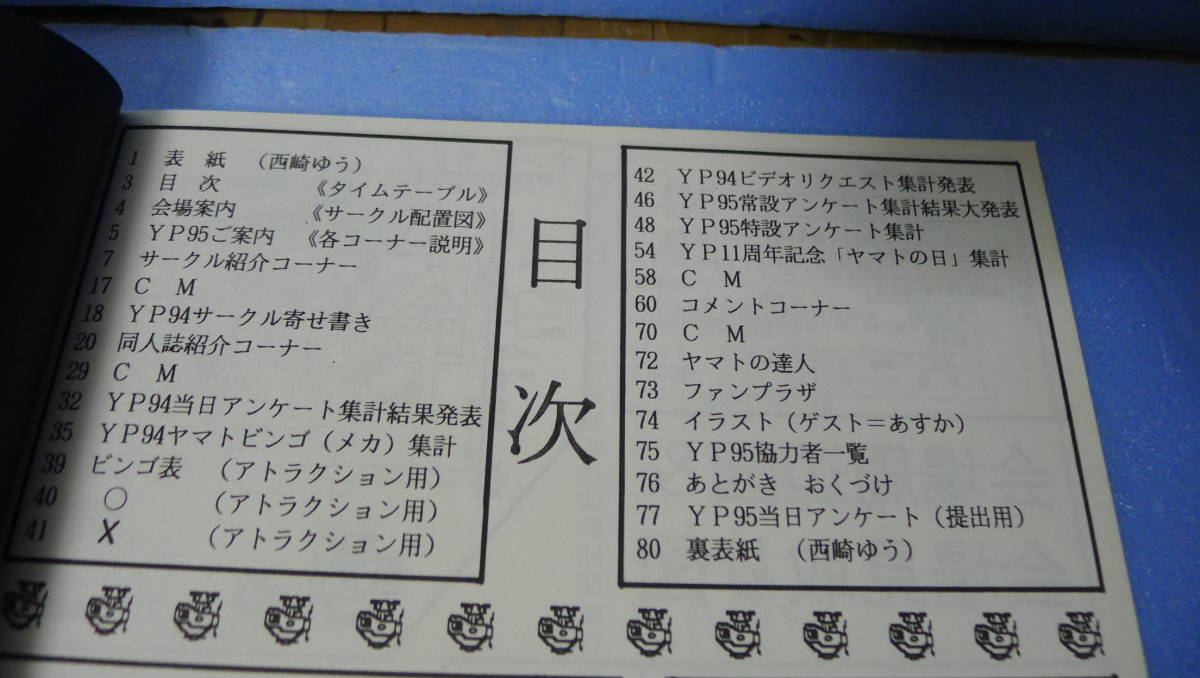 目次
1 表 紙 (西崎ゆう)
3 目 次 《タイムテーブル》
4 会場案内 《サークル配置図》
5 YP95ご案内 《各コーナー説明》
7 サークル紹介コーナー
17 C M
18 YP94サークル寄せ書き
20 同人誌紹介コーナー
29 C M
32 YP94当日アンケート集計結果発表
35 YP94ヤマトビンゴ(メカ)集計
39 ビンゴ表 (アトラクション用)
40 ○ (アトラクション用)
41 X (アトラクション用)
42 YP94ビデオリクエスト集計発表
46 YP95常設アンケート集計結果大発表
48 YP95特設アンケート集計
54 YP11周年記念「ヤマトの日」集計
58 C M
60 コメントコーナー
70 C M
72 ヤマトの達人
73 ファンプラザ
74 イラスト(ゲスト=あすか)
75 YP95協力者一覧
76 あとがき おくづけ
77 YP95当日アンケート(提出用)
80 裏表紙 (西崎ゆう)